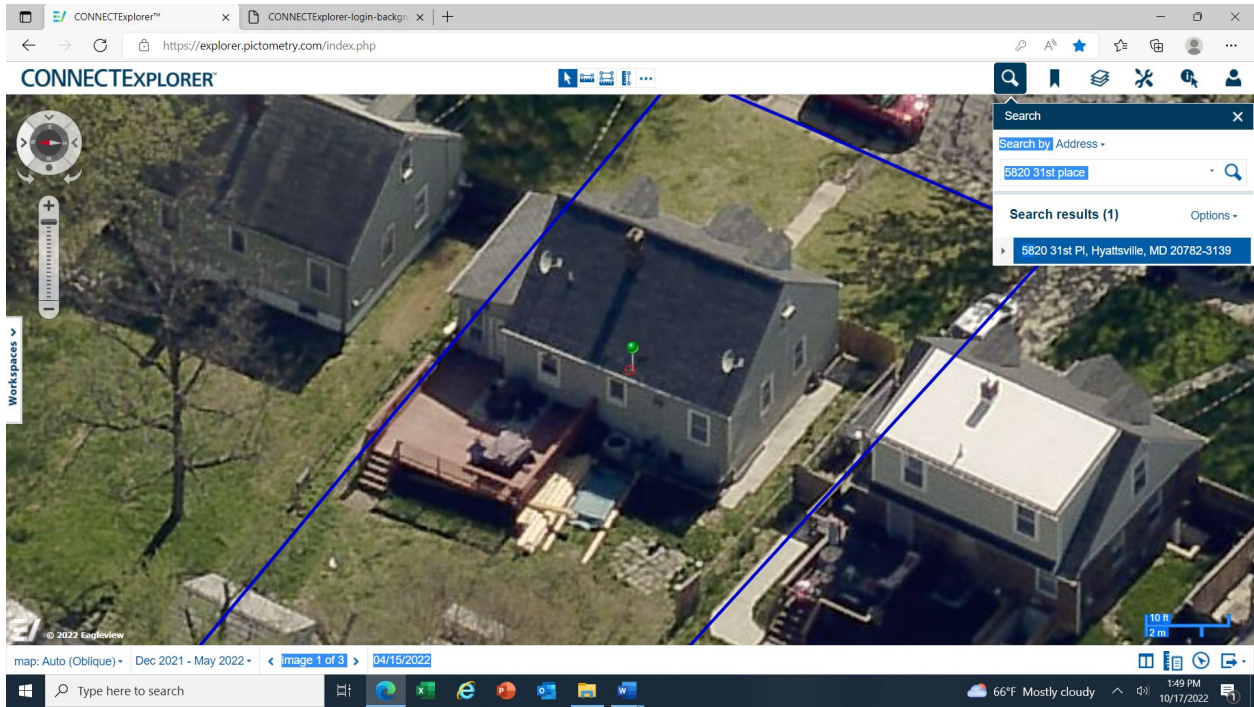 CONNECTExplorer™
CONNECTExplorer-login-backgr
https://explorer.pictometry.com/index.php
CONNECTEXPLORER™
Search
Search by Address
5820 31st place
Search results (1) Options
5820 31st Pl, Hyattsville, MD 20782-3139
Workspaces
E
W
© 2022 Eagleview
10 ft
2 m
map: Auto (Oblique) Dec 2021 - May 2022 image 1 of 3 04/15/2022
Type here to search
66°F Mostly cloudy
1:49 PM
10/17/2022
1